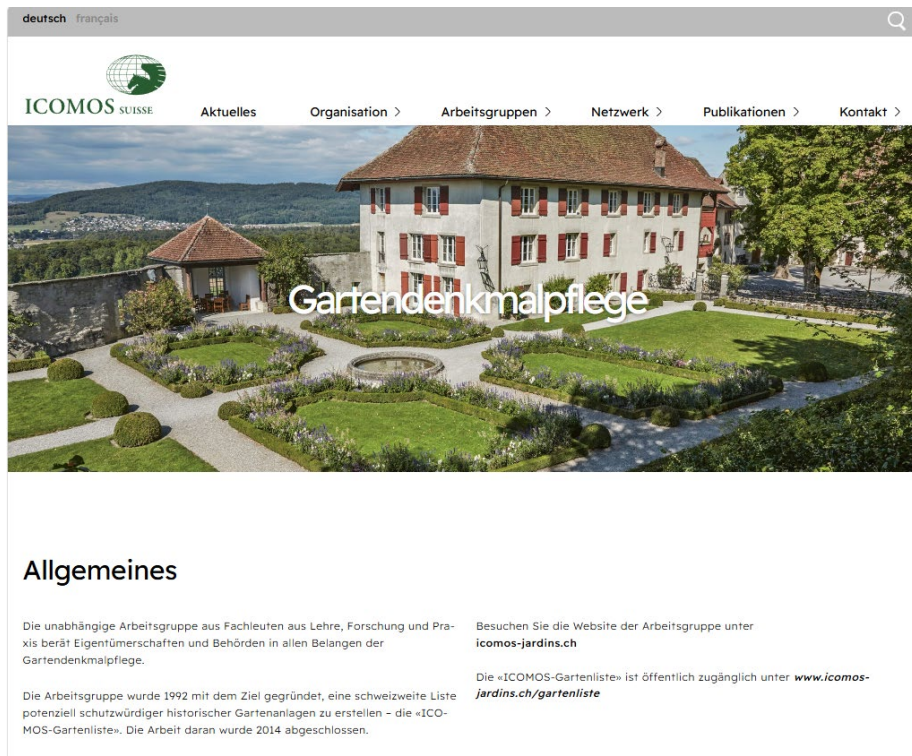 deutsch français
ICOMOS SUISSE
Aktuelles Organisation > Arbeitsgruppen > Netzwerk > Publikationen > Kontakt >
Gartendenkmalpflege
Allgemeines
Die unabhängige Arbeitsgruppe aus Fachleuten aus Lehre, Forschung und Pra-
xis berät Eigentümerschaften und Behörden in allen Belangen der
Gartendenkmalpflege.
Die Arbeitsgruppe wurde 1992 mit dem Ziel gegründet, eine schweizweite Liste
potenziell schutzwürdiger historischer Gartenanlagen zu erstellen – die «ICO-
MOS-Gartenliste». Die Arbeit daran wurde 2014 abgeschlossen.
Besuchen Sie die Website der Arbeitsgruppe unter
icomos-jardins.ch
Die «ICOMOS-Gartenliste» ist öffentlich zugänglich unter www.icomos-
jardins.ch/gartenliste